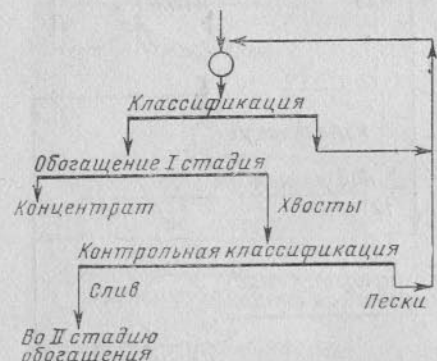 Классификация
Обогащение I стадия
Концентрат
Хвосты
Контрольная классификация
Слив
Пески
Во II стадию
обогащения